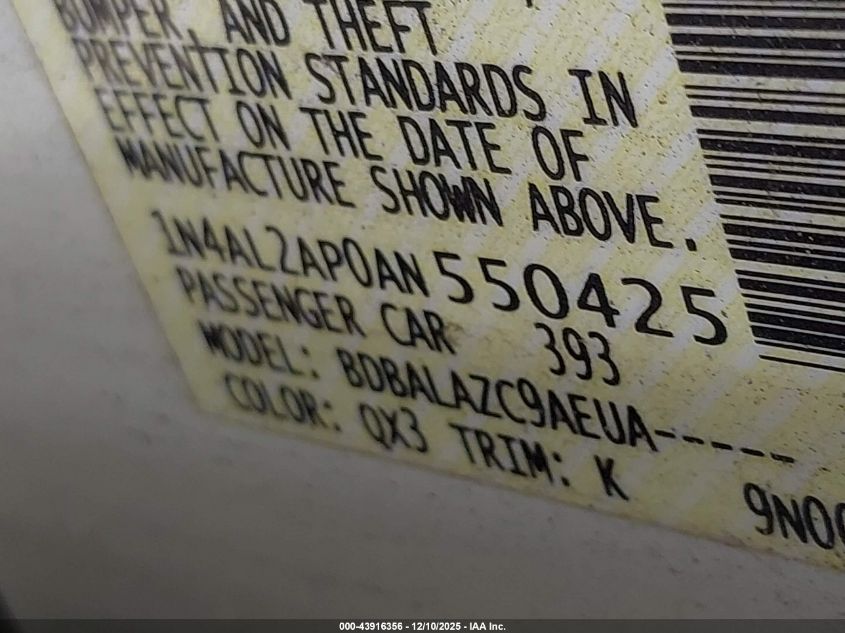 BUMPER, AND THEFT
PREVENTION STANDARDS IN
EFFECT ON THE DATE OF
MANUFACTURE SHOWN ABOVE.
1N4AL2AP0AN550425
PASSENGER CAR 393
MODEL: BDBALAZC9AEUA-----
COLOR: QX3 TRIM: K
000-43916356 - 12/10/2025 - IAA Inc.